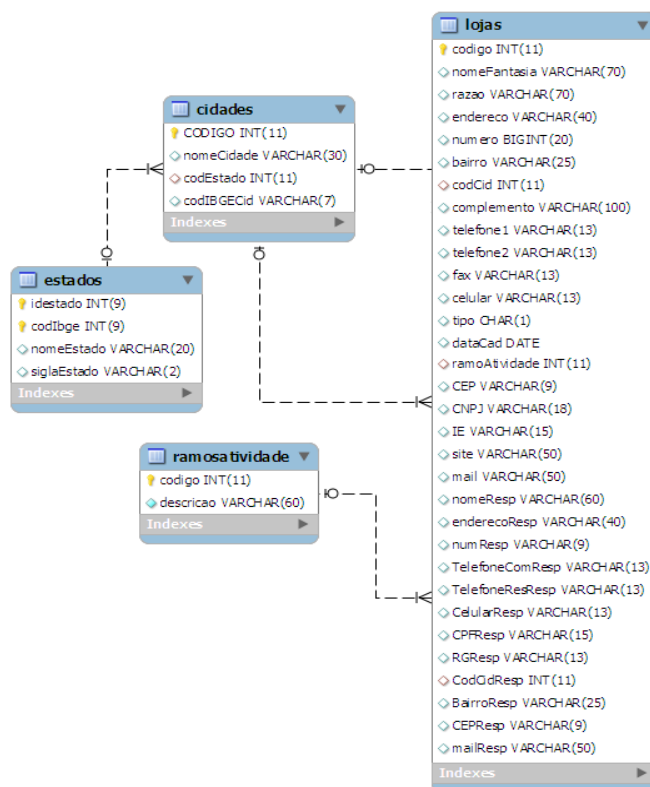 lojas
codigo INT(11)
nomeFantasia VARCHAR(70)
razao VARCHAR(70)
endereco VARCHAR(40)
numero BIGINT(20)
bairro VARCHAR(25)
codCid INT(11)
complemento VARCHAR(100)
telefone1 VARCHAR(13)
telefone2 VARCHAR(13)
fax VARCHAR(13)
celular VARCHAR(13)
tipo CHAR(1)
dataCad DATE
ramoAtividade INT(11)
CEP VARCHAR(9)
CNPJ VARCHAR(18)
IE VARCHAR(15)
site VARCHAR(50)
mail VARCHAR(50)
nomeResp VARCHAR(60)
enderecoResp VARCHAR(40)
numResp VARCHAR(9)
TelefoneComResp VARCHAR(13)
TelefoneResResp VARCHAR(13)
CelularResp VARCHAR(13)
CPFResp VARCHAR(15)
RGResp VARCHAR(13)
CodCidResp INT(11)
BairroResp VARCHAR(25)
CEPResp VARCHAR(9)
mailResp VARCHAR(50)
Indexes
cidades
CODIGO INT(11)
nomeCidade VARCHAR(30)
codEstado INT(11)
codIBGECid VARCHAR(7)
Indexes
estados
idestado INT(9)
codIbge INT(9)
nomeEstado VARCHAR(20)
siglaEstado VARCHAR(2)
Indexes
ramosatividade
codigo INT(11)
descricao VARCHAR(60)
Indexes